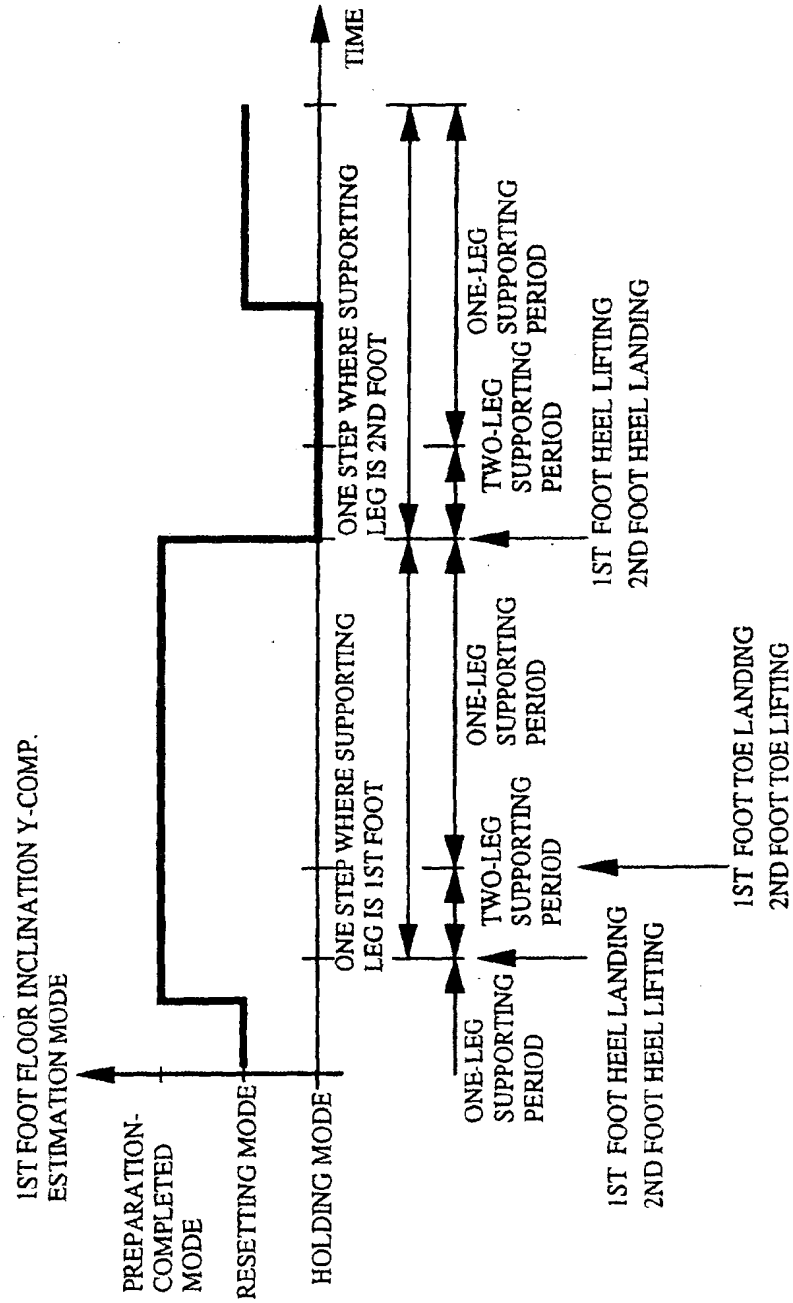 1ST FOOT FLOOR INCLINATION Y-COMP.
ESTIMATION MODE
PREPARATION-
COMPLETED
MODE
RESETTING MODE
HOLDING MODE
TIME
ONE STEP WHERE SUPPORTING
LEG IS 1ST FOOT
ONE STEP WHERE SUPPORTING
LEG IS 2ND FOOT
ONE-LEG
SUPPORTING
PERIOD
TWO-LEG
SUPPORTING
PERIOD
ONE-LEG
SUPPORTING
PERIOD
TWO-LEG
SUPPORTING
PERIOD
ONE-LEG
SUPPORTING
PERIOD
1ST FOOT HEEL LANDING
2ND FOOT HEEL LIFTING
1ST FOOT TOE LANDING
2ND FOOT TOE LIFTING
1ST FOOT HEEL LIFTING
2ND FOOT HEEL LANDING